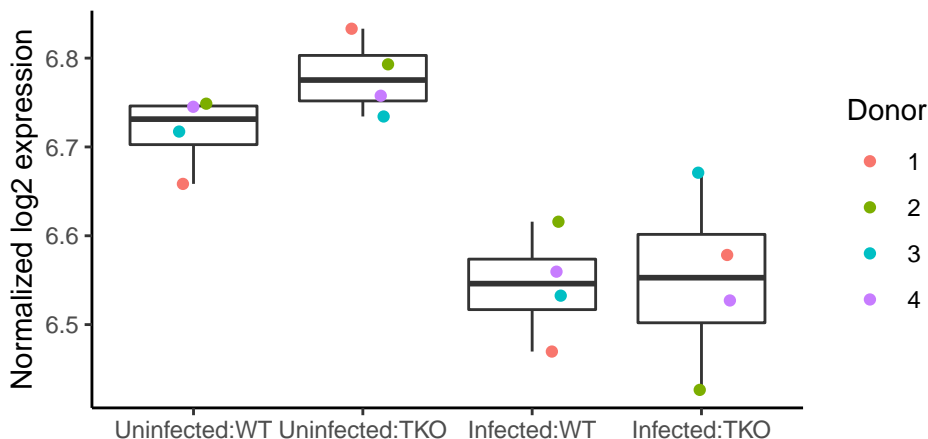 Normalized log2 expression
6.8
6.7
6.6
6.5
Uninfected:WT
Uninfected:TKO
Infected:WT
Infected:TKO
Donor
1
2
3
4